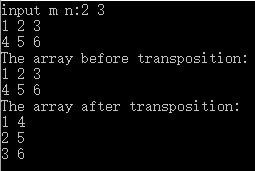 input m n:2 3
1 2 3
4 5 6
The array before transposition:
1 2 3
4 5 6
The array after transposition:
1 4
2 5
3 6